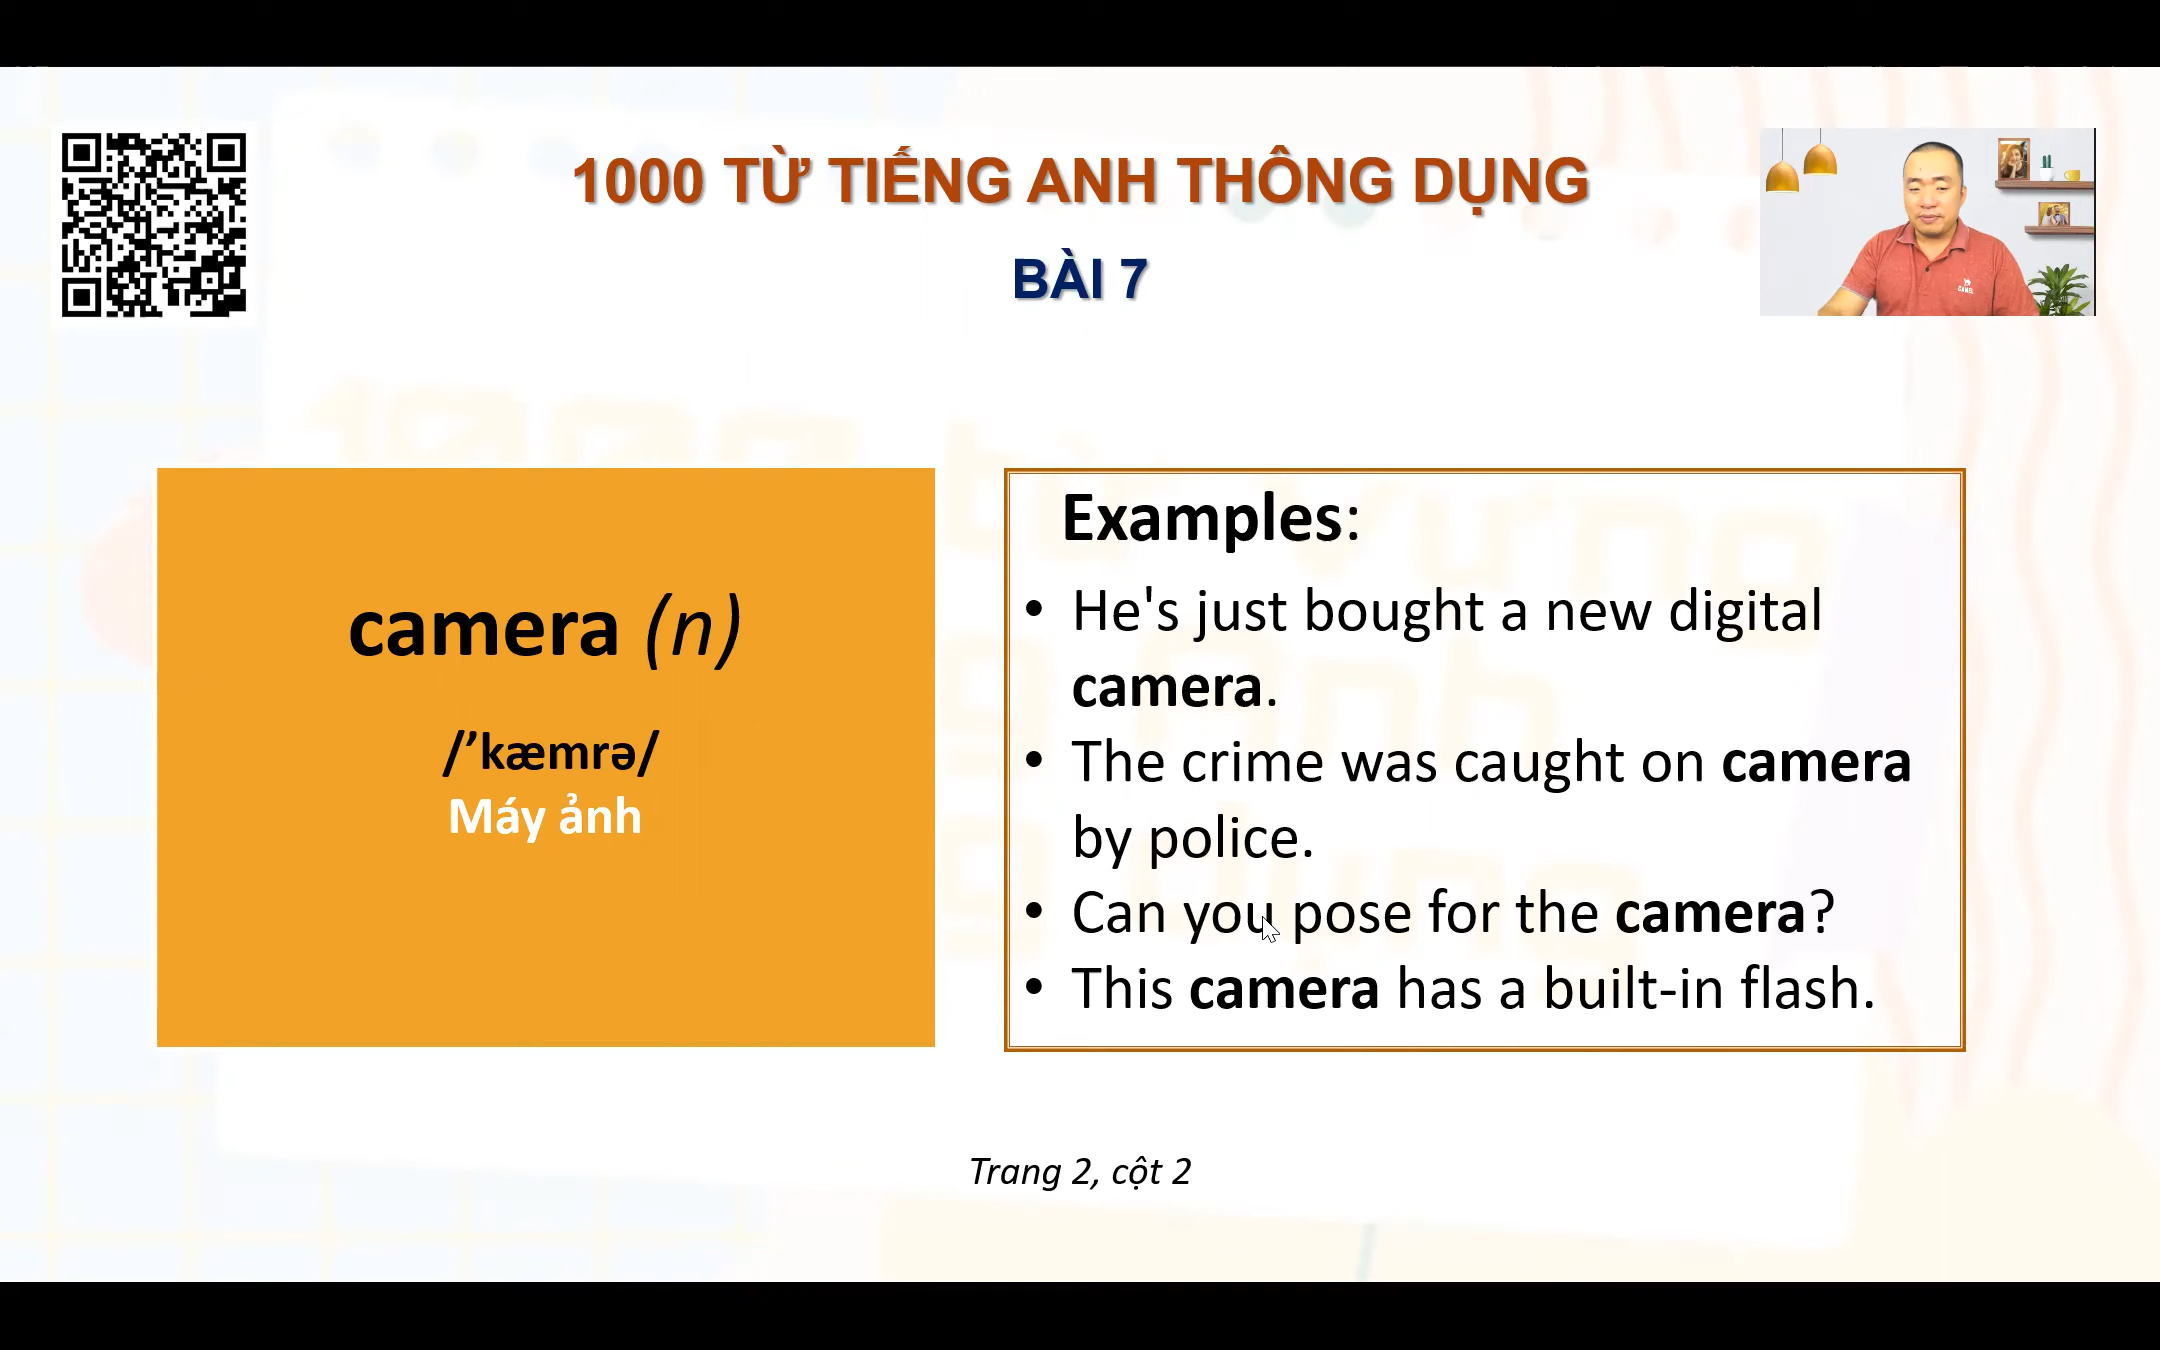 1000 TỪ TIẾNG ANH THÔNG DỤNG
BÀI 7
CAMEL
camera (n)
/’kæmrə/
Máy ảnh
Examples:
• He's just bought a new digital
camera.
• The crime was caught on camera
by police.
• Can you pose for the camera?
• This camera has a built-in flash.
Trang 2, cột 2